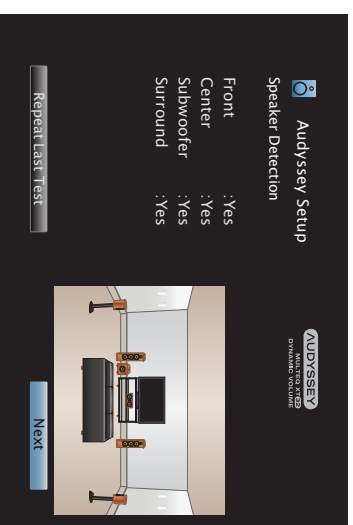 Audyssey Setup
AUDYSSEY
MULTEQ XT32
DYNAMIC VOLUME
Speaker Detection
Front :Yes
Center :Yes
Subwoofer :Yes
Surround :Yes
Repeat Last Test
Next